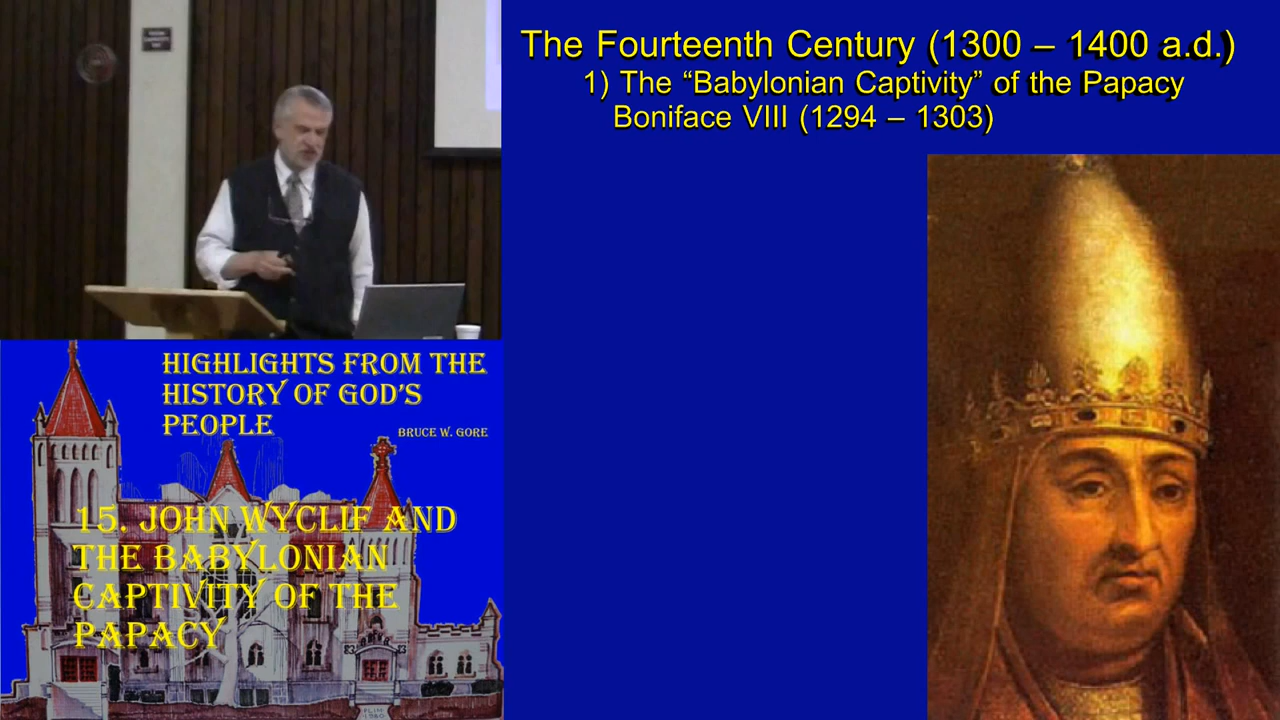 The Fourteenth Century (1300 – 1400 a.d.)
1) The “Babylonian Captivity” of the Papacy
Boniface VIII (1294 – 1303)
HIGHLIGHTS FROM THE
HISTORY OF GOD'S
PEOPLE
BRUCE W. GORE
15. JOHN WYCLIF AND
THE BABYLONIAN
CAPTIVITY OF THE
PAPACY